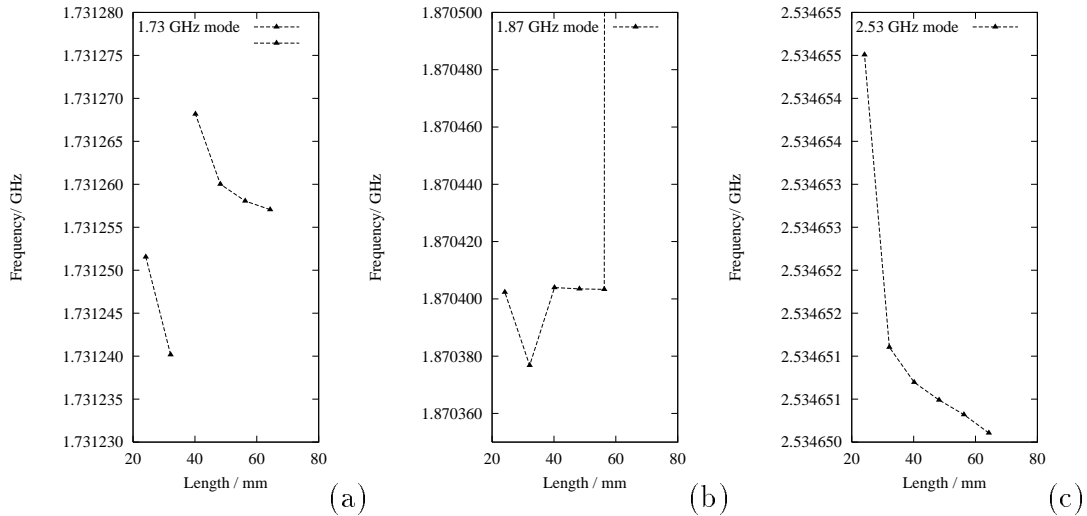 1.731280
1.731275
1.731270
1.731265
1.731260
1.731255
1.731250
1.731245
1.731240
1.731235
1.731230
20 40 60 80
Frequency/ GHz
Length / mm
1.73 GHz mode
(a)
1.870500
1.870480
1.870460
1.870440
1.870420
1.870400
1.870380
1.870360
20 40 60 80
Frequency/ GHz
Length / mm
1.87 GHz mode
(b)
2.534655
2.534655
2.534654
2.534654
2.534653
2.534653
2.534652
2.534652
2.534651
2.534651
2.534650
20 40 60 80
Frequency/ GHz
Length / mm
2.53 GHz mode
(c)